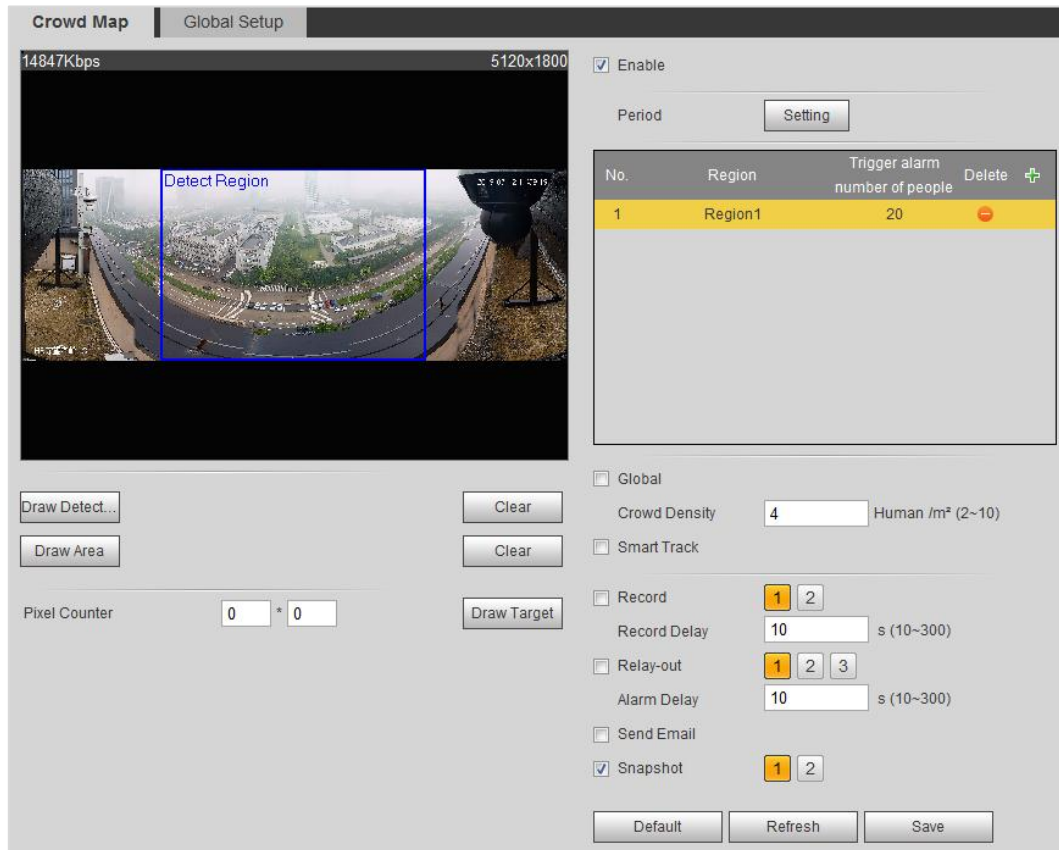 Crowd Map
Global Setup
14847Kbps
5120x1800
Detect Region
Draw Detect...
Clear
Draw Area
Clear
Pixel Counter
0 * 0
Draw Target
Enable
Period
Setting
No. Region Trigger alarm number of people Delete
1 Region1 20
Global
Crowd Density 4 Human /m² (2~10)
Smart Track
Record 1 2
Record Delay 10 s (10~300)
Relay-out 1 2 3
Alarm Delay 10 s (10~300)
Send Email
Snapshot 1 2
Default Refresh Save